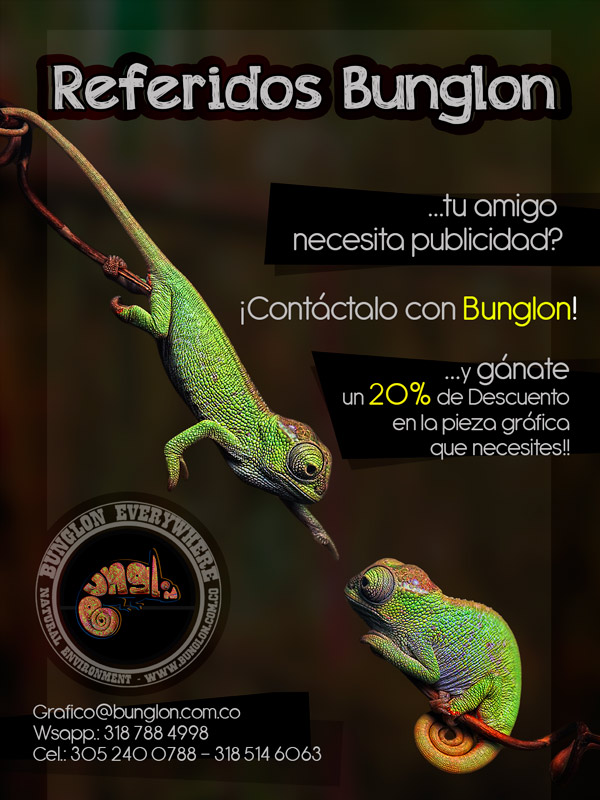 Referidos Bunglon
...tu amigo
necesita publicidad?
¡Contáctalo con Bunglon!
...y gánate
un 20% de Descuento
en la pieza gráfica
que necesites!!
BUNGLON EVERYWHERE
Bunglon
NATURAL ENVIRONMENT - WWW.BUNGLON.COM.CO
Grafico@bunglon.com.co
Wsapp.: 318 788 4998
Cel.: 305 240 0788 – 318 514 6063